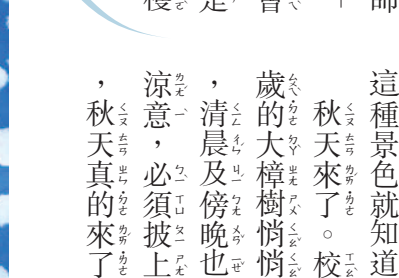 這種景色就知道
秋天來了。校
歲的大樟樹悄悄
，清晨及傍晚也
涼意，必須披上
，秋天真的來了